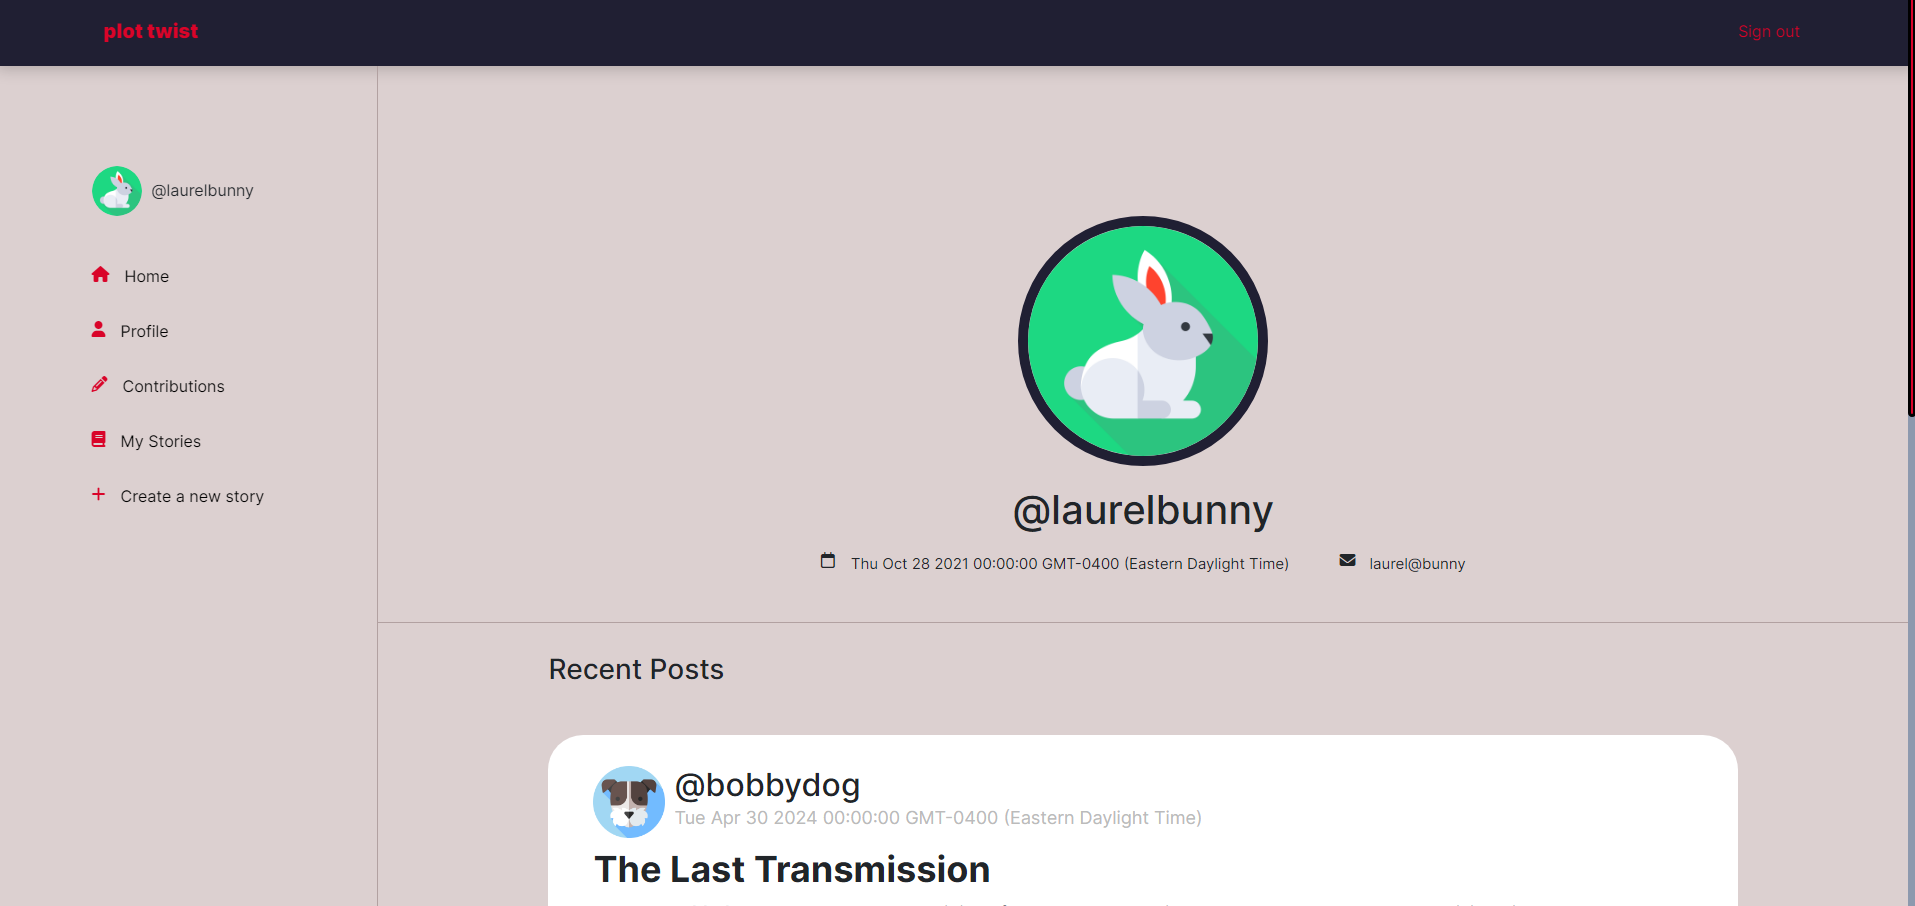 plot twist
Sign out
@laurelbunny
Home
Profile
Contributions
My Stories
Create a new story
@laurelbunny
Thu Oct 28 2021 00:00:00 GMT-0400 (Eastern Daylight Time)
laurel@bunny
Recent Posts
@bobbydog
Tue Apr 30 2024 00:00:00 GMT-0400 (Eastern Daylight Time)
The Last Transmission